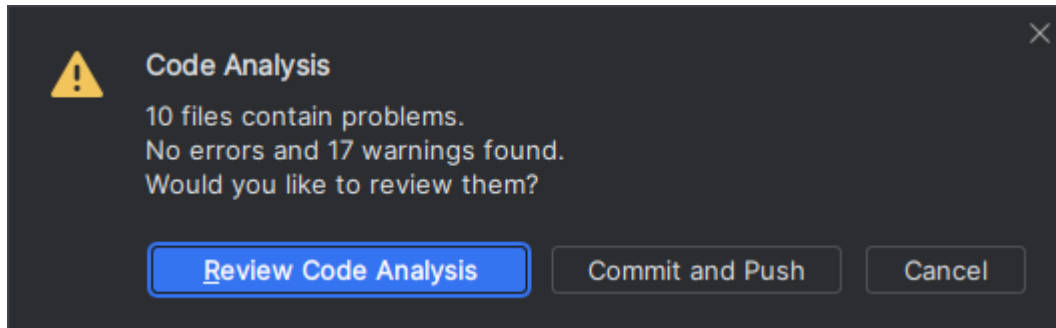 Code Analysis
10 files contain problems.
No errors and 17 warnings found.
Would you like to review them?
Review Code Analysis
Commit and Push
Cancel